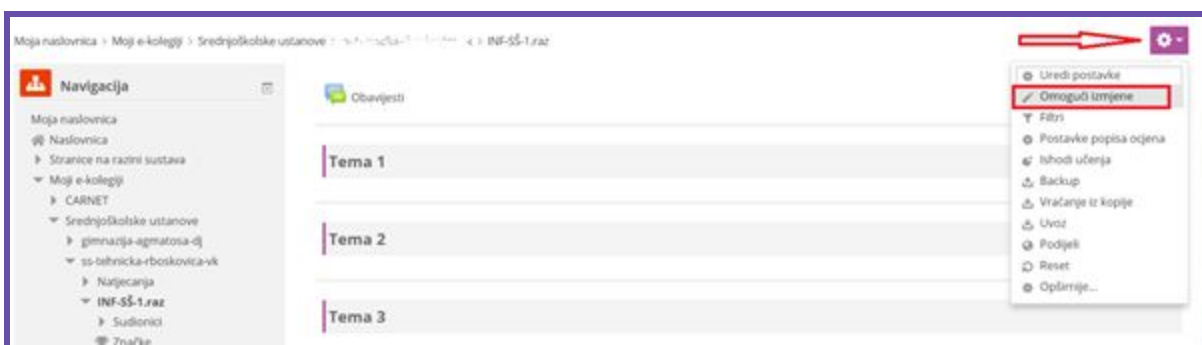 Moja naslovnica > Moji e-kolegiji > Srednjoškolske ustanove > INF-SŠ-1.raz
Navigacija
Moja naslovnica
Naslovnica
Stranice na razini sustava
Moji e-kolegiji
CARNET
Srednjoškolske ustanove
gimnazija-agmatosa-dj
ss-tehnicka-rboskovica-vk
Natjecanja
INF-SŠ-1.raz
Sudionici
Značke
Obavijesti
Tema 1
Tema 2
Tema 3
Uredi postavke
Omogući izmjene
Filtri
Postavke popisa ocjena
Ishodi učenja
Backup
Vraćanje iz kopije
Uvoz
Podijeli
Reset
Opširnije...